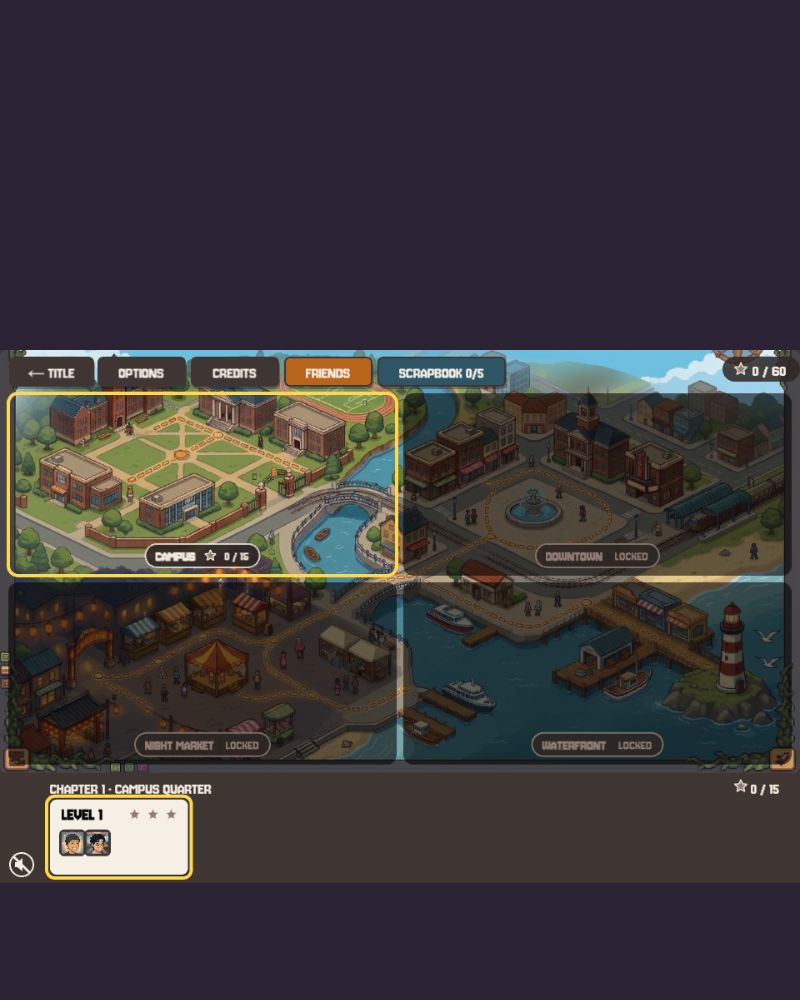 ← TITLE
OPTIONS
CREDITS
FRIENDS
SCRAPBOOK 0/5
0 / 60
CAMPUS 0 / 15
DOWNTOWN LOCKED
NIGHT MARKET LOCKED
WATERFRONT LOCKED
CHAPTER 1 · CAMPUS QUARTER
0 / 15
LEVEL 1